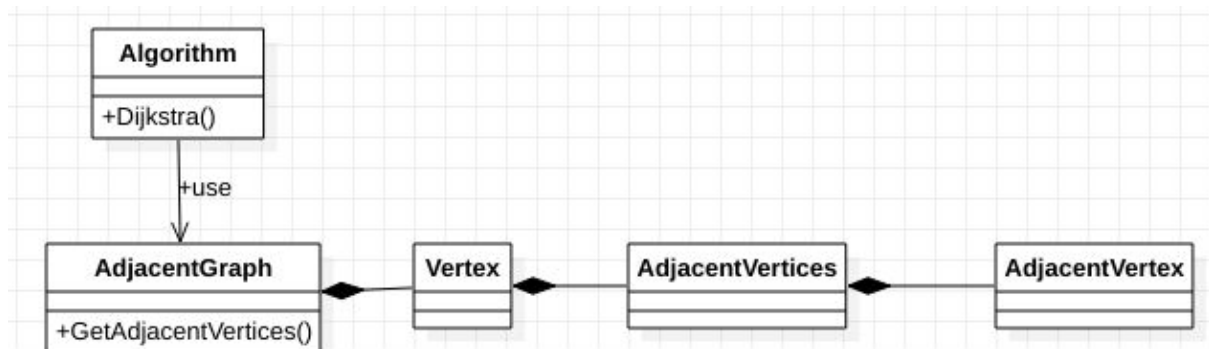 Algorithm
+Dijkstra()
+use
AdjacentGraph
Vertex
AdjacentVertices
AdjacentVertex
+GetAdjacentVertices()